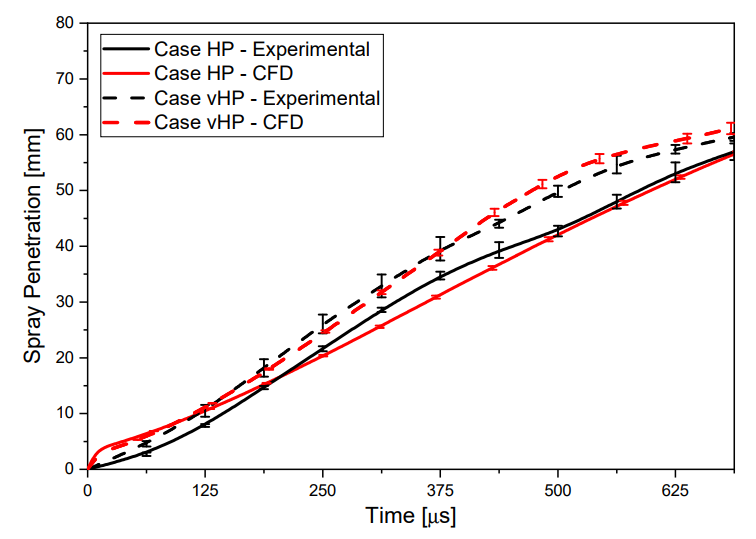 80
70
60
50
40
30
20
10
0
Spray Penetration [mm]
Case HP - Experimental
Case HP - CFD
Case vHP - Experimental
Case vHP - CFD
0 125 250 375 500 625
Time [μs]